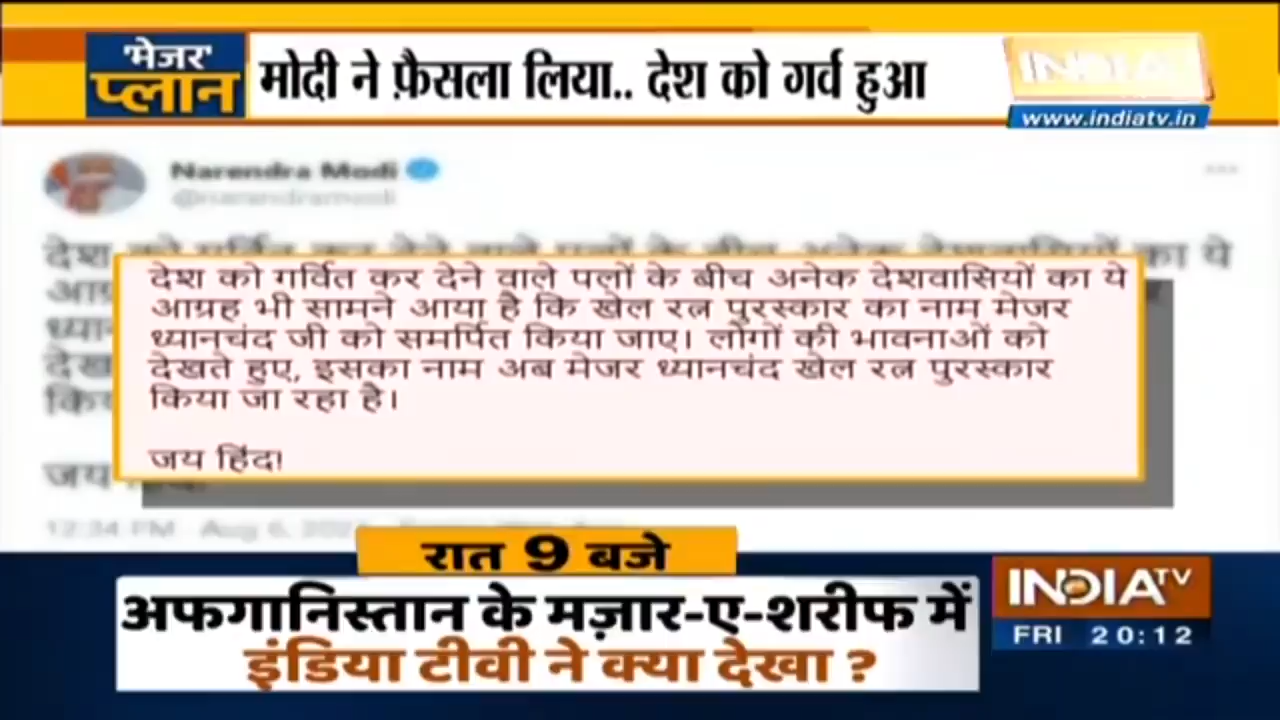 'मेजर'
प्लान
मोदी ने फ़ैसला लिया.. देश को गर्व हुआ
INDIA
www.indiatv.in
Narendra Modi
@narendramodi
देश को गर्वित कर देने वाले पलों के बीच अनेक देशवासियों का ये
आग्रह भी सामने आया है कि खेल रत्न पुरस्कार का नाम मेजर
ध्यानचंद जी को समर्पित किया जाए। लोगों की भावनाओं को
देखते हुए, इसका नाम अब मेजर ध्यानचंद खेल रत्न पुरस्कार
किया जा रहा है।
जय हिंद!
12:34 PM · Aug 6,
रात 9 बजे
अफगानिस्तान के मज़ार-ए-शरीफ में
इंडिया टीवी ने क्या देखा ?
INDIA TV
FRI 20:12